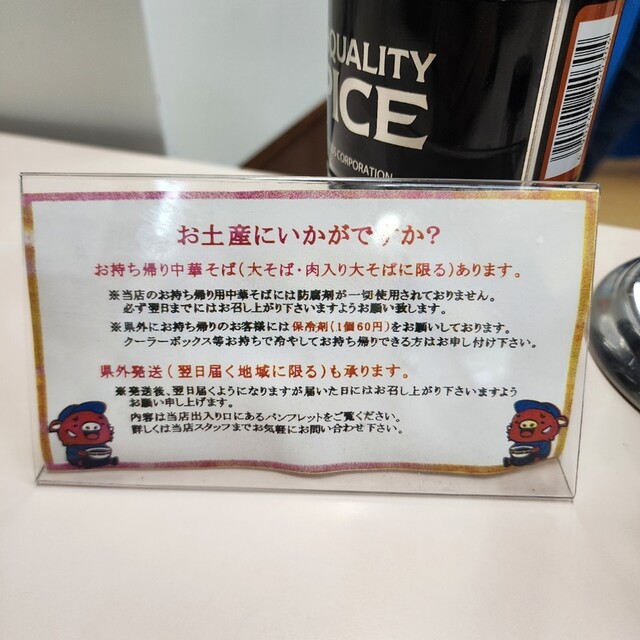 QUALITY
ICE
CORPORATION
お土産にいかがですか?
お持ち帰り中華そば(大そば・肉入り大そばに限る)あります。
※当店のお持ち帰り用中華そばには防腐剤が一切使用されておりません。
必ず翌日までにはお召し上がり下さいますようお願い致します。
※県外にお持ち帰りのお客様には保冷剤(1個60円)をお願いしております。
クーラーボックス等お持ちで冷やしてお持ち帰りできる方はお申し付け下さい。
県外発送(翌日届く地域に限る)も承ります。
※発送後、翌日届くようになりますが届いた日にはお召し上がり下さいますよう
お願い申し上げます。
内容は当店出入り口にあるパンフレットをご覧ください。
詳しくは当店スタッフまでお気軽にお問い合わせ下さい。